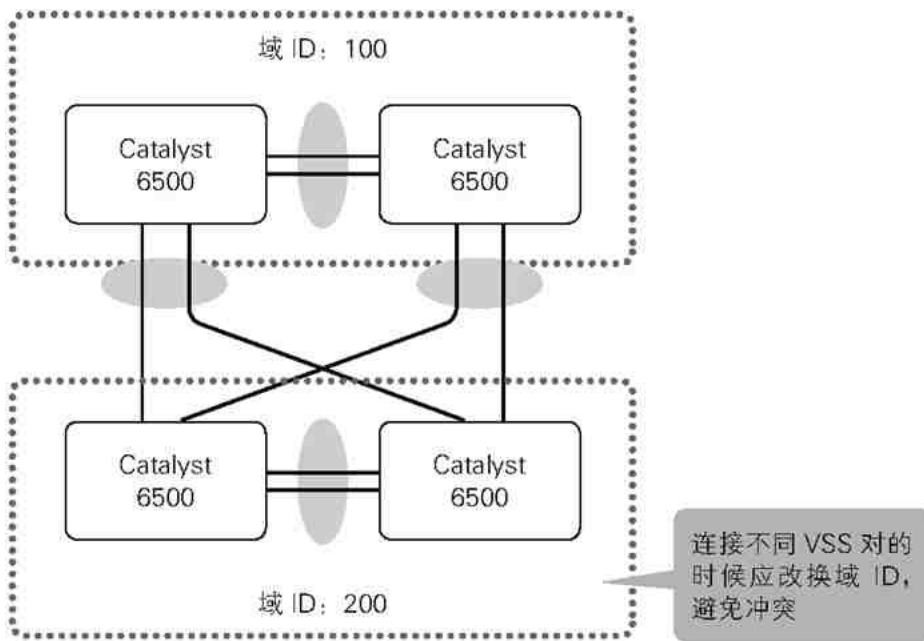 域 ID：100
Catalyst
6500
Catalyst
6500
Catalyst
6500
Catalyst
6500
域 ID：200
连接不同 VSS 对的
时候应改换域 ID，
避免冲突